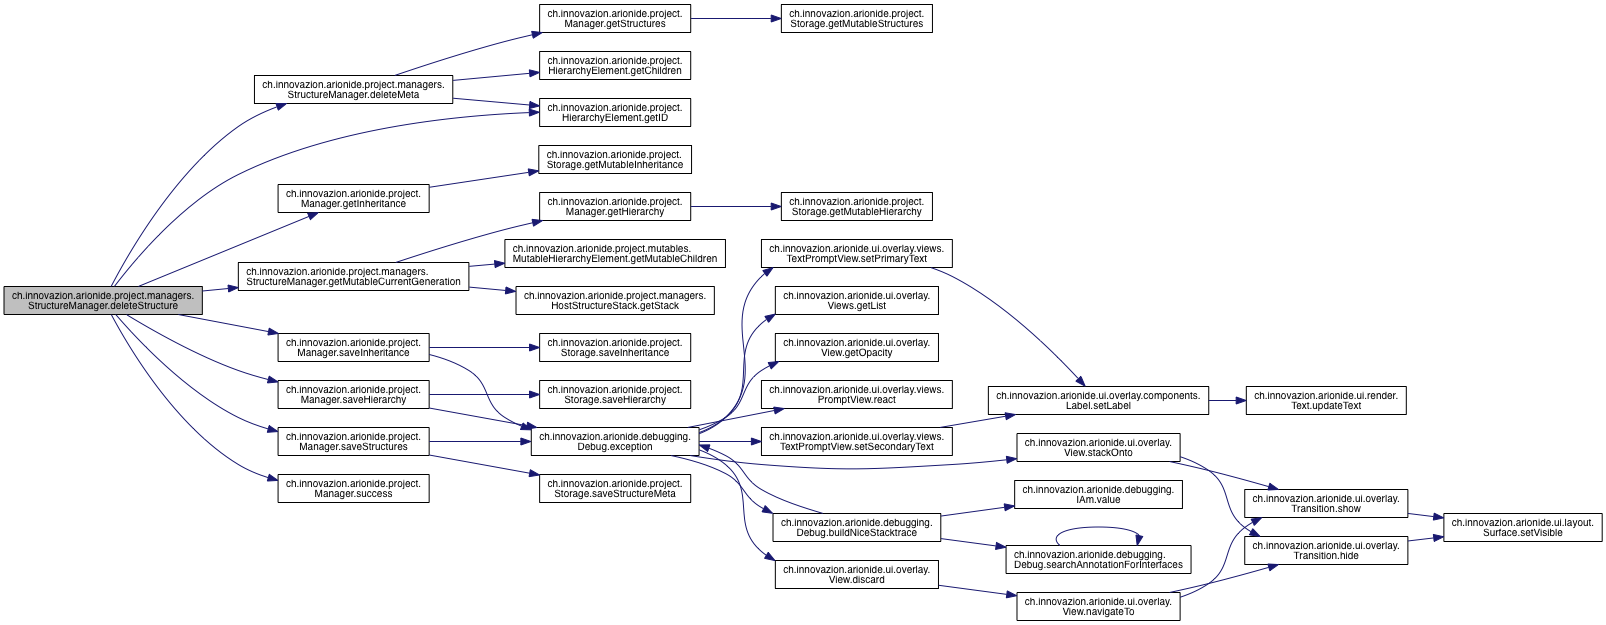 ch.innovazion.arionide.project.managers.
StructureManager.deleteStructure
ch.innovazion.arionide.project.managers.
StructureManager.deleteMeta
ch.innovazion.arionide.project.
Manager.getInheritance
ch.innovazion.arionide.project.managers.
StructureManager.getMutableCurrentGeneration
ch.innovazion.arionide.project.
Manager.saveInheritance
ch.innovazion.arionide.project.
Manager.saveHierarchy
ch.innovazion.arionide.project.
Manager.saveStructures
ch.innovazion.arionide.project.
Manager.success
ch.innovazion.arionide.project.
Manager.getStructures
ch.innovazion.arionide.project.
HierarchyElement.getChildren
ch.innovazion.arionide.project.
HierarchyElement.getID
ch.innovazion.arionide.project.
Storage.getMutableInheritance
ch.innovazion.arionide.project.
Manager.getHierarchy
ch.innovazion.arionide.project.mutables.
MutableHierarchyElement.getMutableChildren
ch.innovazion.arionide.project.managers.
HostStructureStack.getStack
ch.innovazion.arionide.project.
Storage.saveInheritance
ch.innovazion.arionide.project.
Storage.saveHierarchy
ch.innovazion.arionide.debugging.
Debug.exception
ch.innovazion.arionide.project.
Storage.saveStructureMeta
ch.innovazion.arionide.project.
Storage.getMutableStructures
ch.innovazion.arionide.project.
Storage.getMutableHierarchy
ch.innovazion.arionide.ui.overlay.views.
TextPromptView.setPrimaryText
ch.innovazion.arionide.ui.overlay.
Views.getList
ch.innovazion.arionide.ui.overlay.
View.getOpacity
ch.innovazion.arionide.ui.overlay.views.
PromptView.react
ch.innovazion.arionide.ui.overlay.views.
TextPromptView.setSecondaryText
ch.innovazion.arionide.debugging.
Debug.buildNiceStacktrace
ch.innovazion.arionide.ui.overlay.
View.discard
ch.innovazion.arionide.ui.overlay.components.
Label.setLabel
ch.innovazion.arionide.ui.overlay.
View.stackOnto
ch.innovazion.arionide.debugging.
IAm.value
ch.innovazion.arionide.debugging.
Debug.searchAnnotationForInterfaces
ch.innovazion.arionide.ui.overlay.
View.navigateTo
ch.innovazion.arionide.ui.render.
Text.updateText
ch.innovazion.arionide.ui.overlay.
Transition.show
ch.innovazion.arionide.ui.overlay.
Transition.hide
ch.innovazion.arionide.ui.layout.
Surface.setVisible